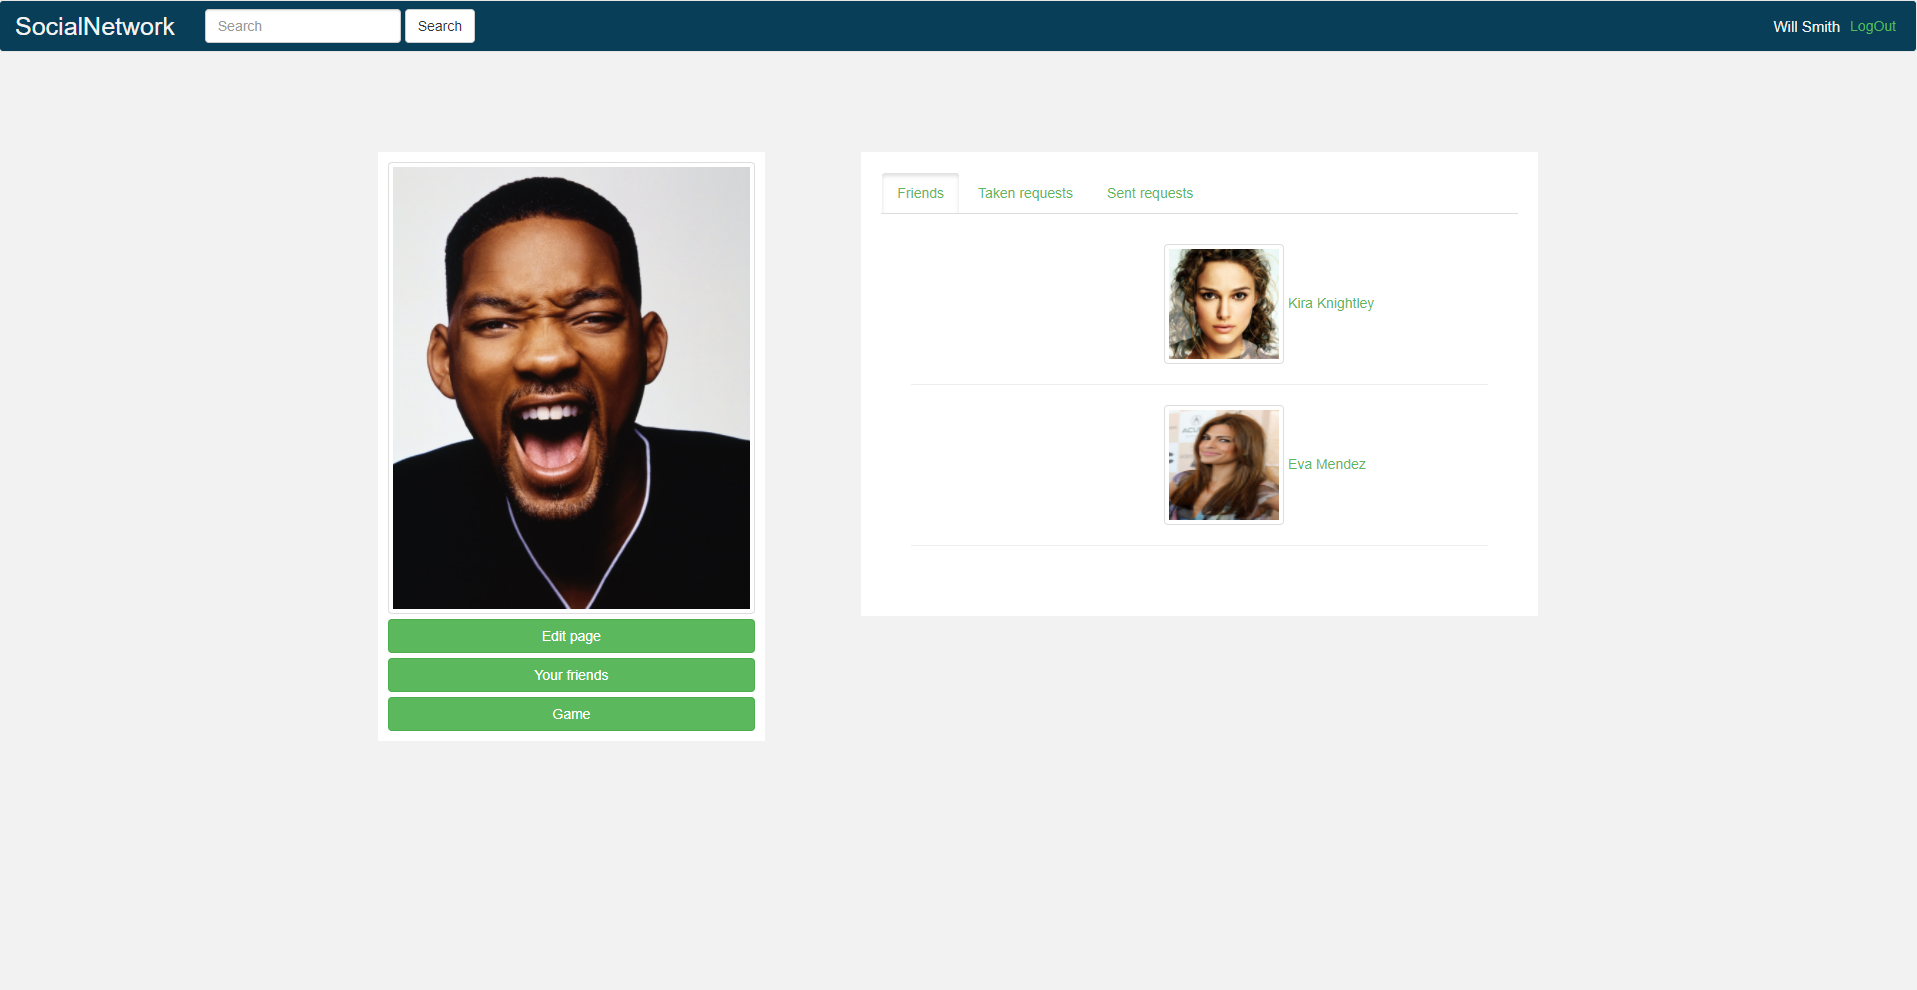 SocialNetwork
Search
Search
Will Smith
LogOut
Friends
Taken requests
Sent requests
Kira Knightley
Eva Mendez
Edit page
Your friends
Game